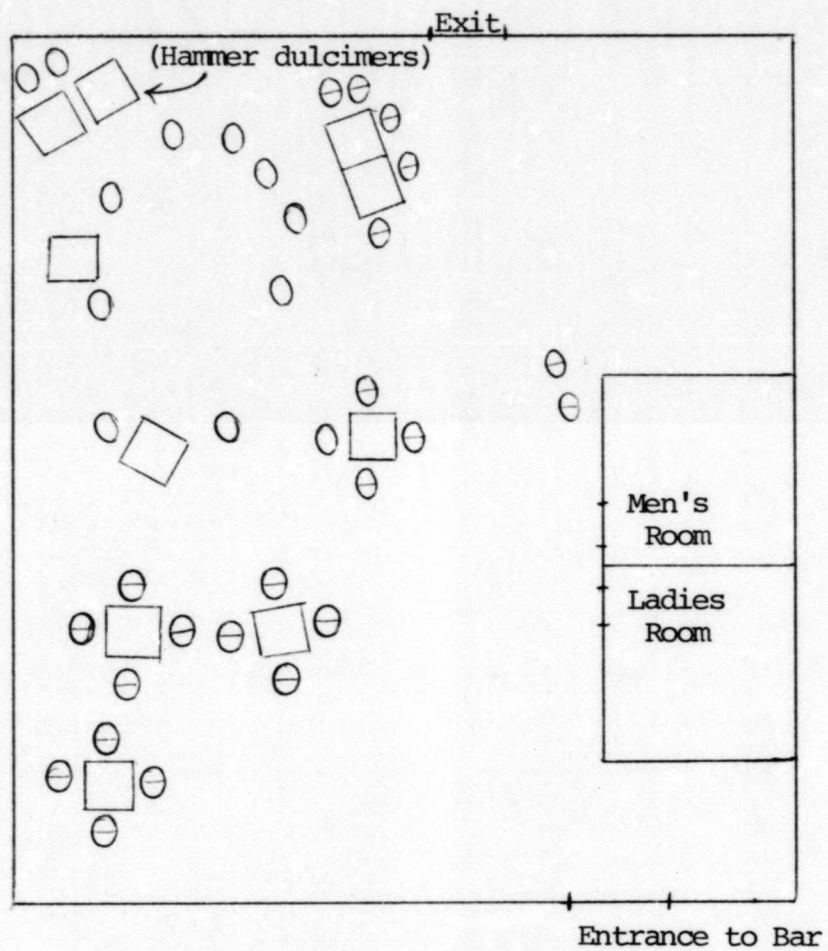 Exit
(Hammer dulcimers)
Men's
Room
Ladies
Room
Entrance to Bar